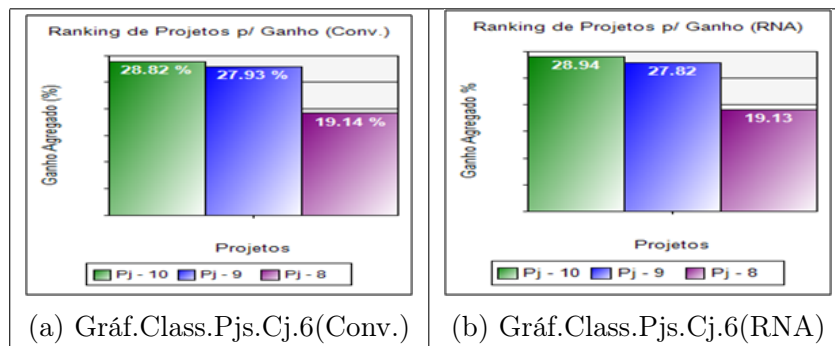 Ranking de Projetos p/ Ganho (Conv.)
Ganho Agregado (%)
28.82 %
27.93 %
19.14 %
Projetos
Pj - 10 Pj - 9 Pj - 8
(a) Gráf.Class.Pjs.Cj.6(Conv.)
Ranking de Projetos p/ Ganho (RNA)
Ganho Agregado %
28.94
27.82
19.13
Projetos
Pj - 10 Pj - 9 Pj - 8
(b) Gráf.Class.Pjs.Cj.6(RNA)